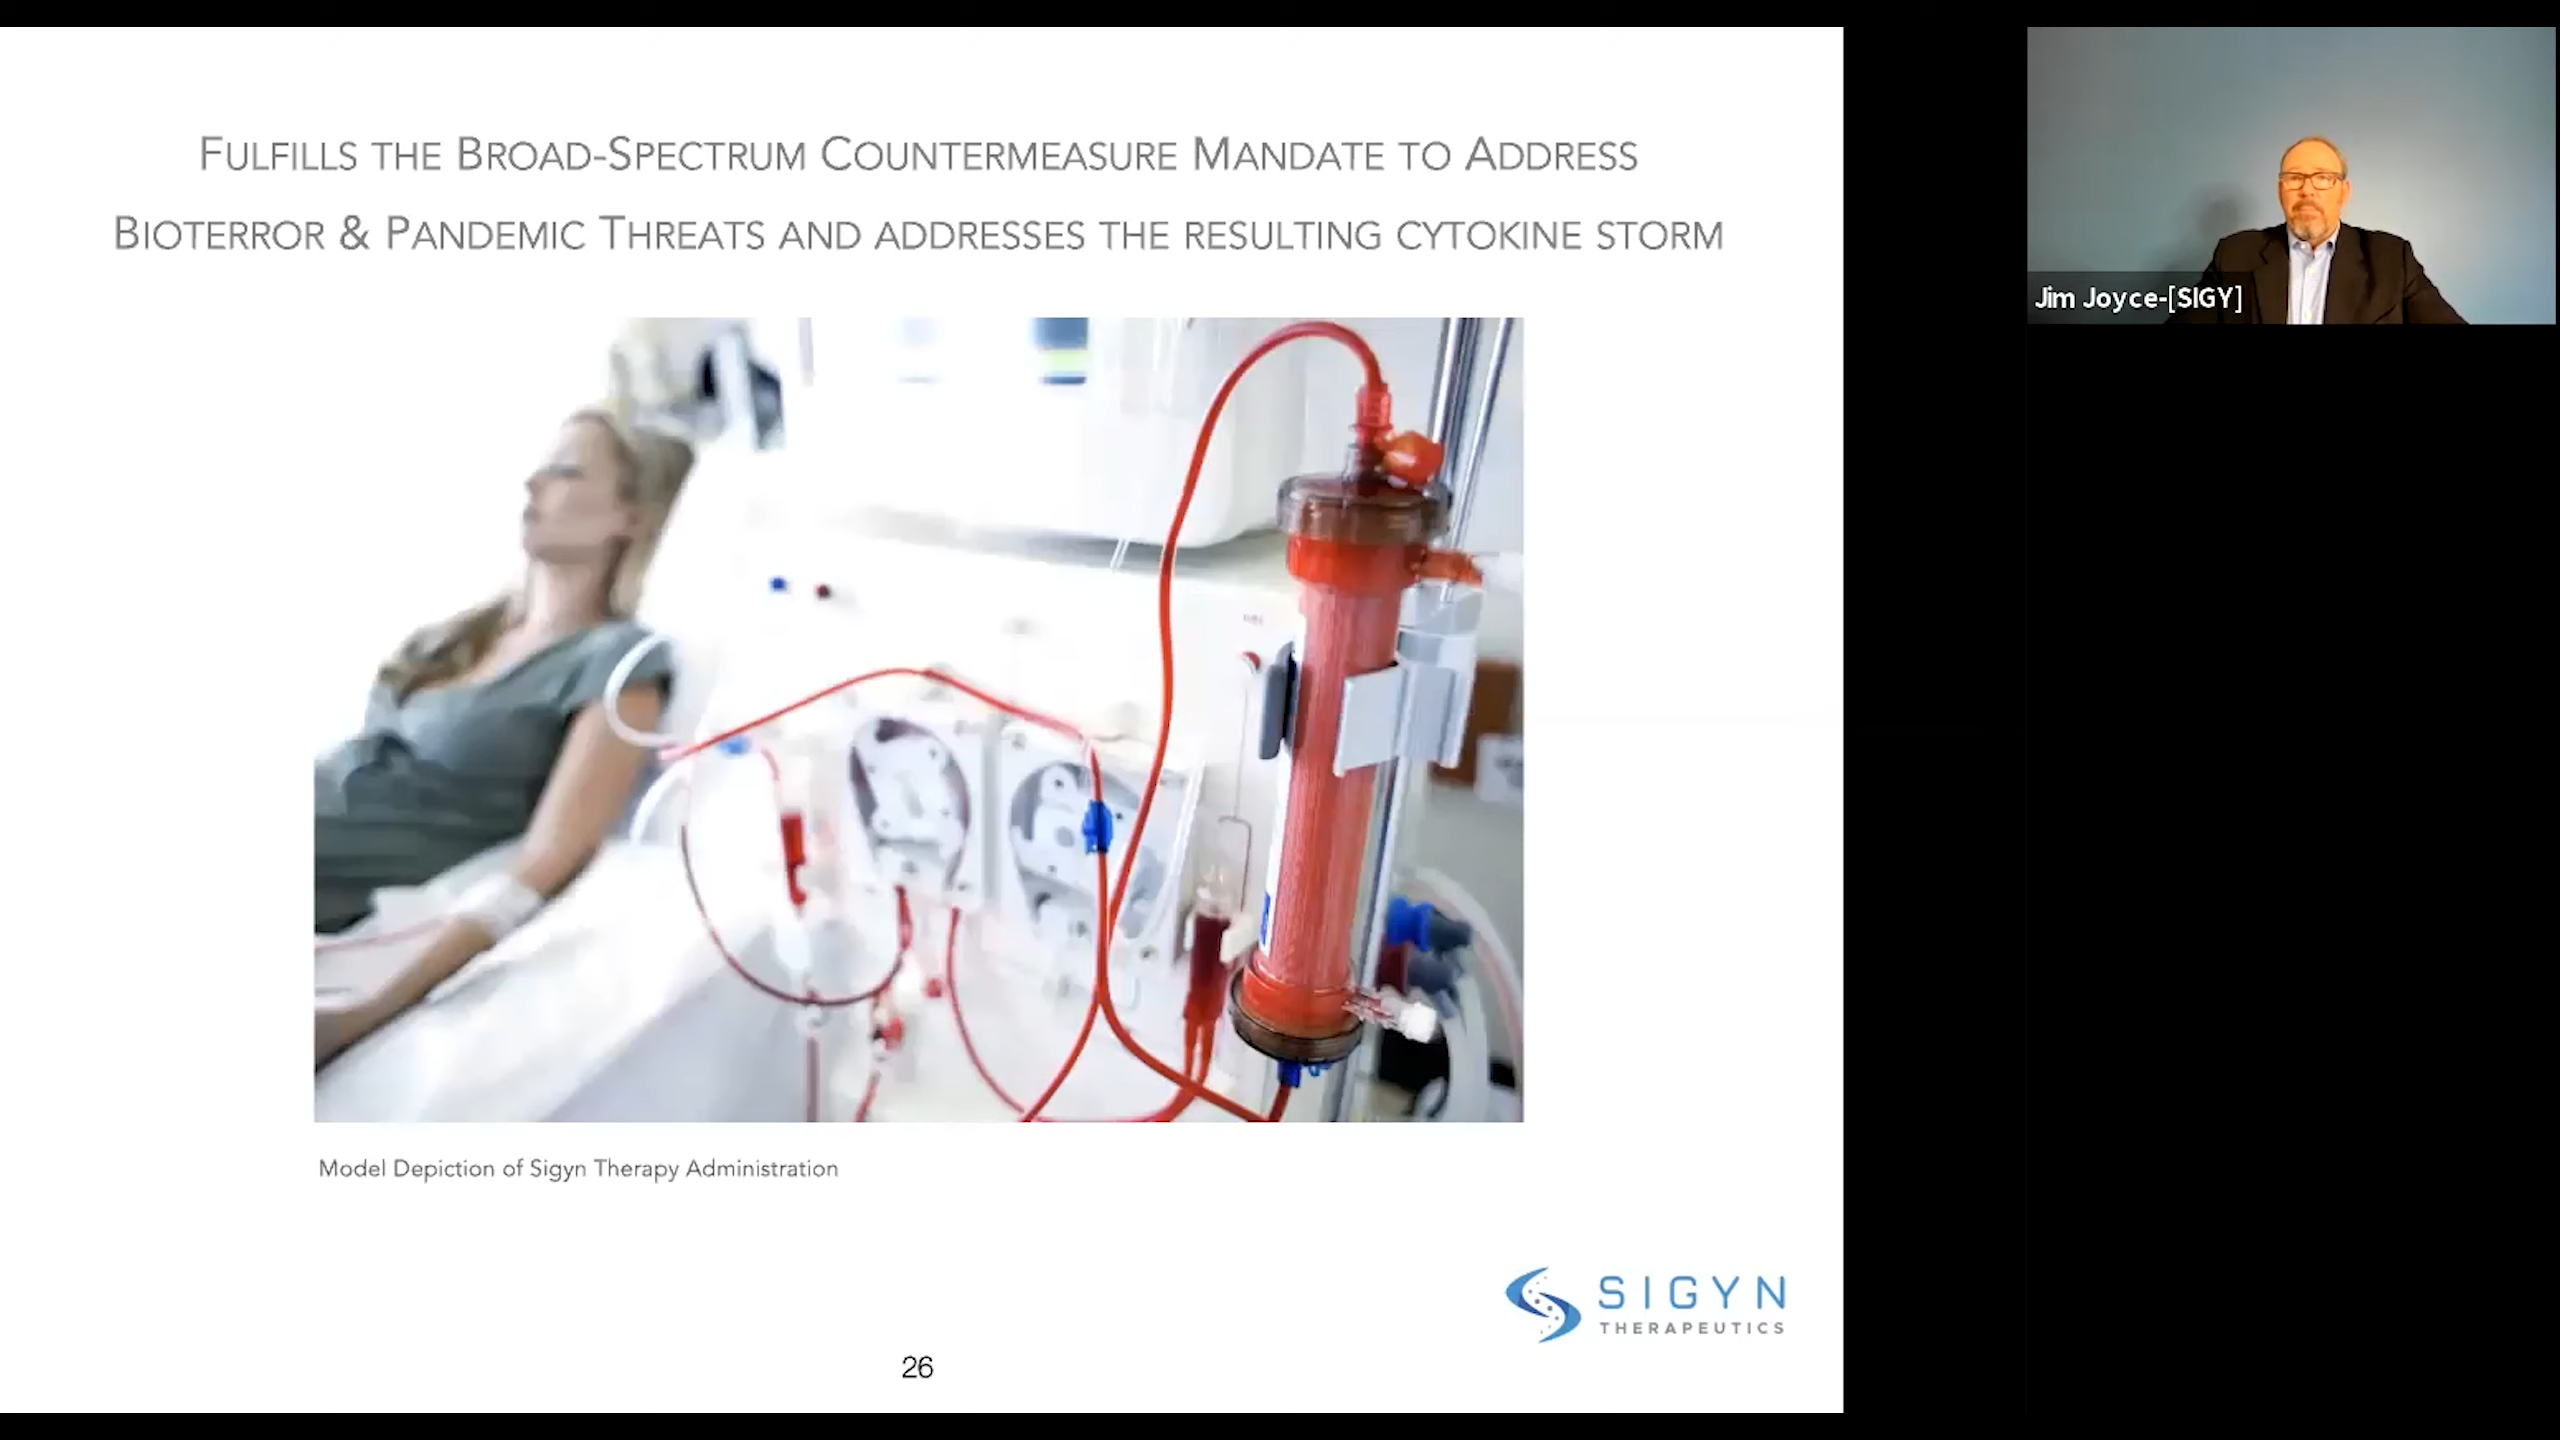 FULFILLS THE BROAD-SPECTRUM COUNTERMEASURE MANDATE TO ADDRESS
BIOTERROR & PANDEMIC THREATS AND ADDRESSES THE RESULTING CYTOKINE STORM
Jim Joyce-[SIGY]
Model Depiction of Sigyn Therapy Administration
SIGYN
THERAPEUTICS
26